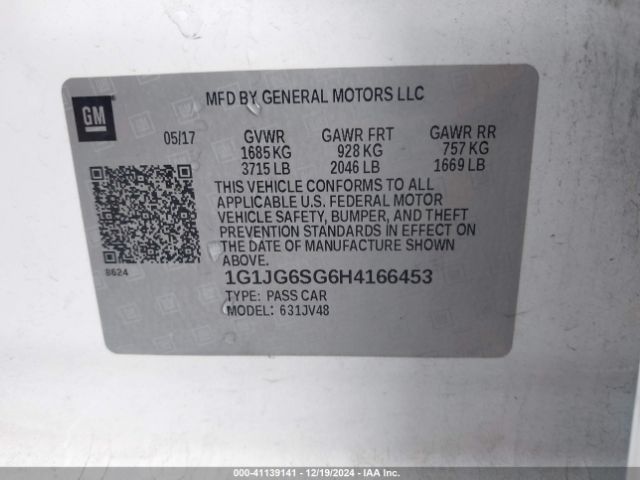 GM
MFD BY GENERAL MOTORS LLC
05/17 GVWR GAWR FRT GAWR RR
1685 KG 928 KG 757 KG
3715 LB 2046 LB 1669 LB
THIS VEHICLE CONFORMS TO ALL
APPLICABLE U.S. FEDERAL MOTOR
VEHICLE SAFETY, BUMPER, AND THEFT
PREVENTION STANDARDS IN EFFECT ON
THE DATE OF MANUFACTURE SHOWN
ABOVE.
8624
1G1JG6SG6H4166453
TYPE: PASS CAR
MODEL: 631JV48
000-41139141 - 12/19/2024 - IAA Inc.